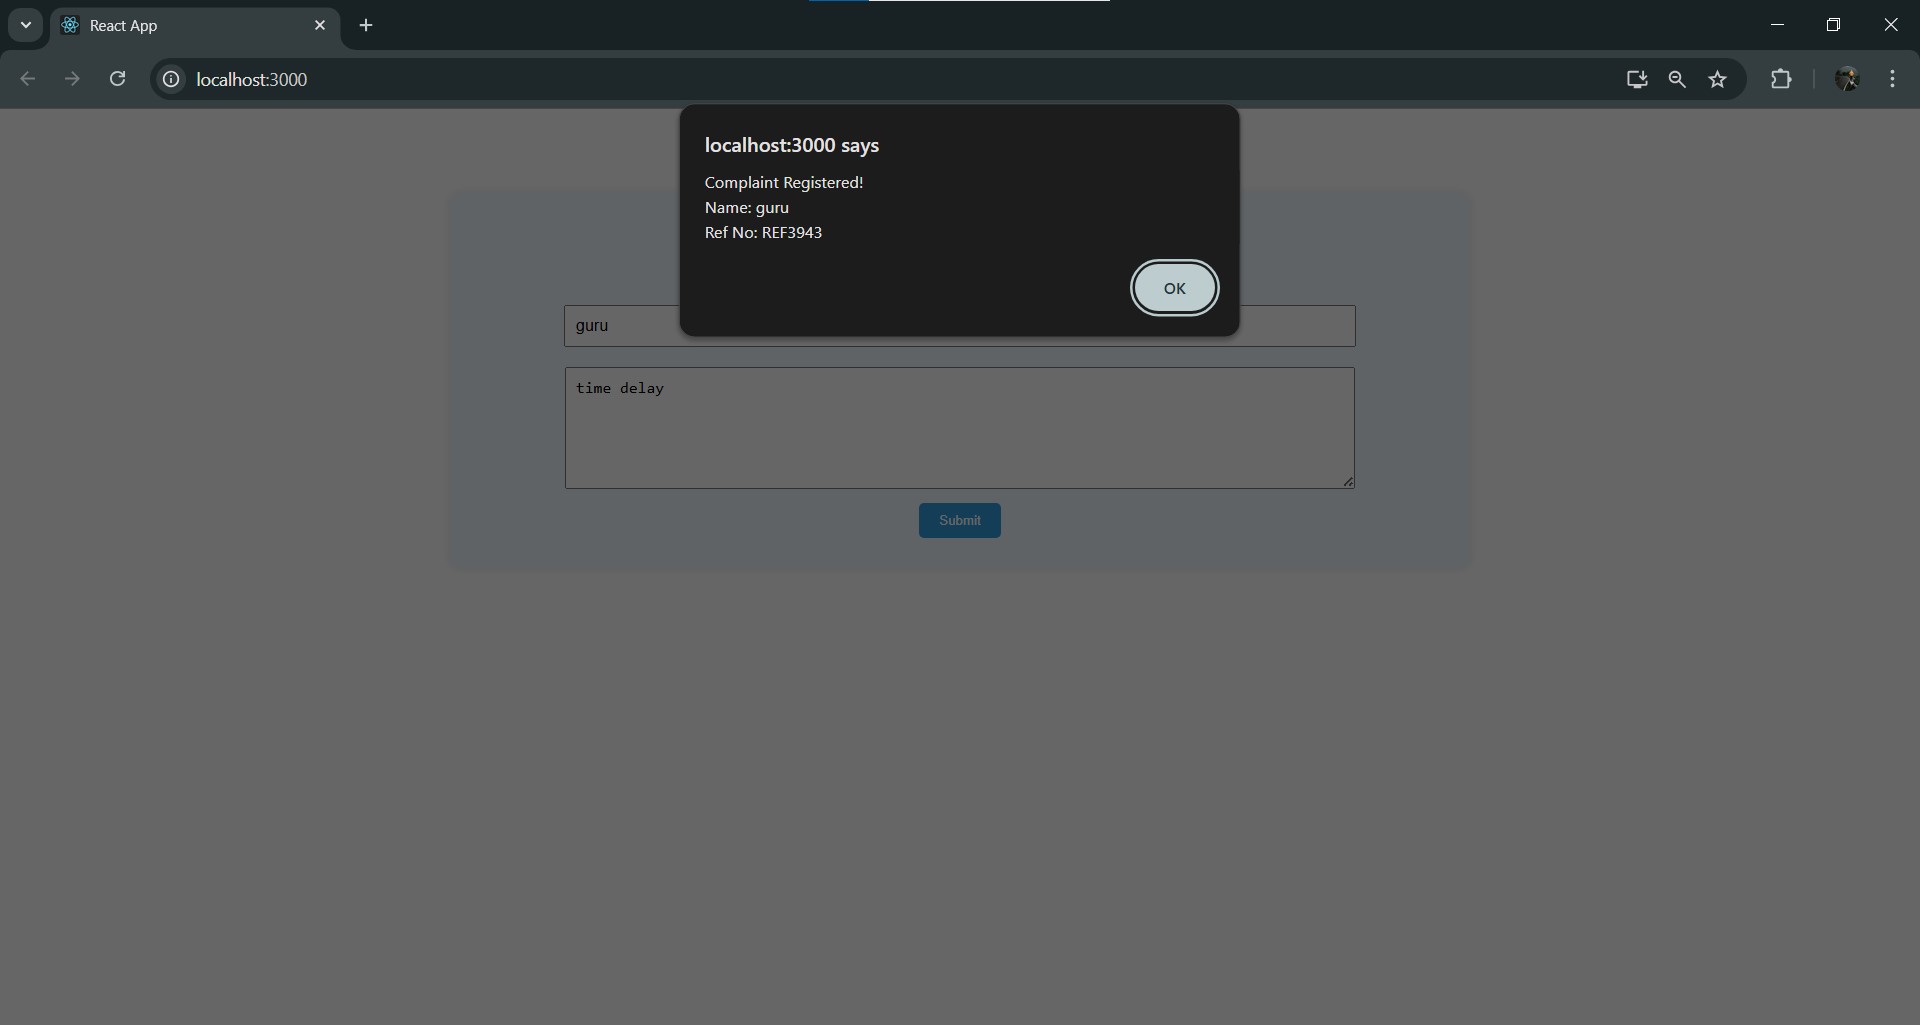 React App
localhost:3000
localhost:3000 says
Complaint Registered!
Name: guru
Ref No: REF3943
OK
guru
time delay
Submit